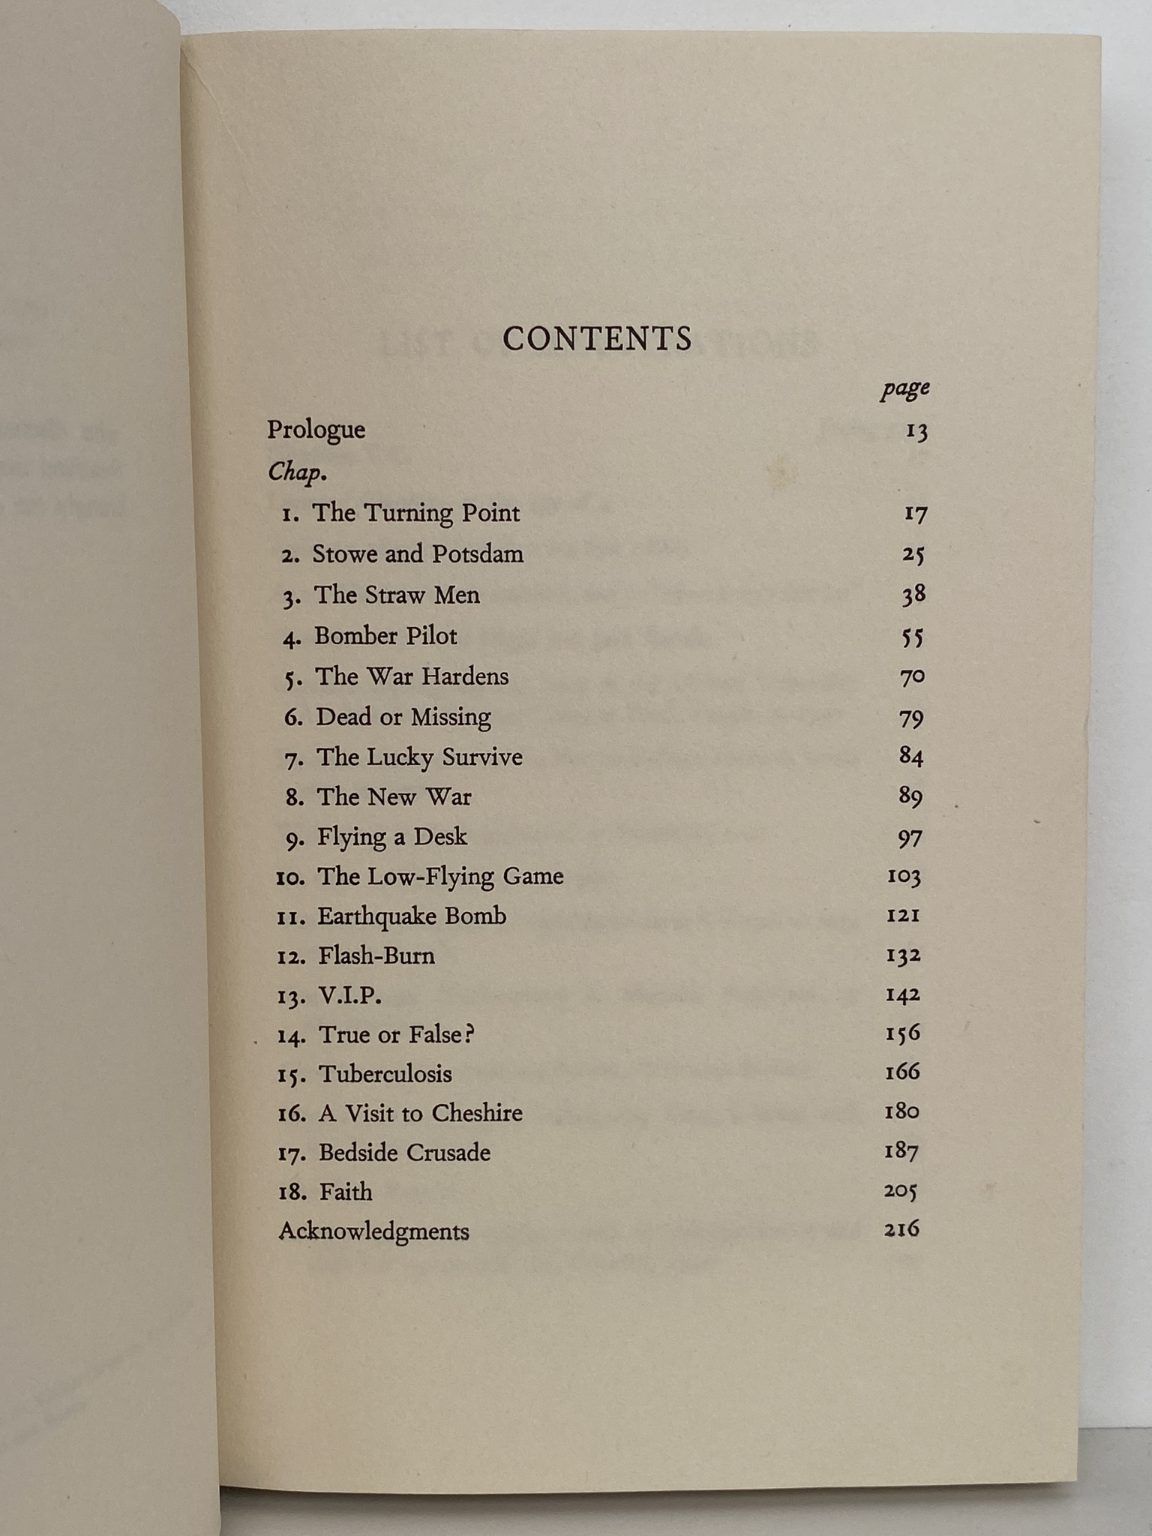 CONTENTS
page
Prologue 13
Chap.
1. The Turning Point 17
2. Stowe and Potsdam 25
3. The Straw Men 38
4. Bomber Pilot 55
5. The War Hardens 70
6. Dead or Missing 79
7. The Lucky Survive 84
8. The New War 89
9. Flying a Desk 97
10. The Low-Flying Game 103
11. Earthquake Bomb 121
12. Flash-Burn 132
13. V.I.P. 142
14. True or False? 156
15. Tuberculosis 166
16. A Visit to Cheshire 180
17. Bedside Crusade 187
18. Faith 205
Acknowledgments 216